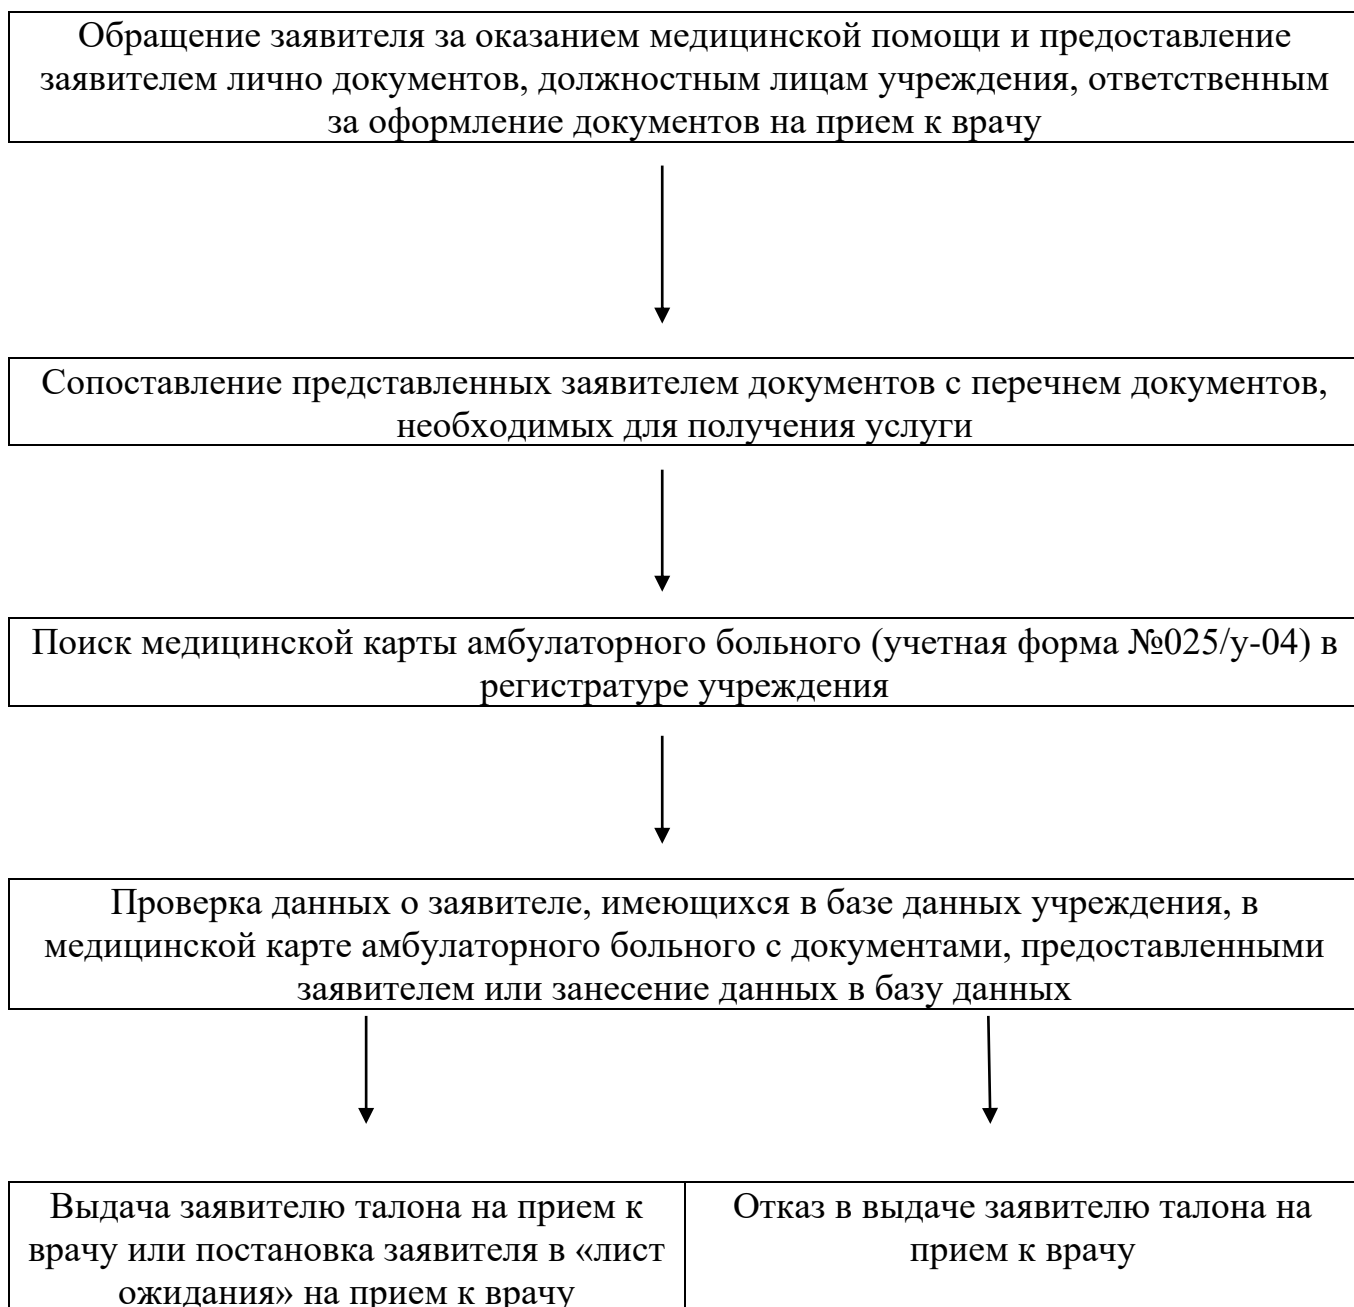 Обращение заявителя за оказанием медицинской помощи и предоставление
заявителем лично документов, должностным лицам учреждения, ответственным
за оформление документов на прием к врачу
Сопоставление представленных заявителем документов с перечнем документов,
необходимых для получения услуги
Поиск медицинской карты амбулаторного больного (учетная форма №025/у-04) в
регистратуре учреждения
Проверка данных о заявителе, имеющихся в базе данных учреждения, в
медицинской карте амбулаторного больного с документами, предоставленными
заявителем или занесение данных в базу данных
Выдача заявителю талона на прием к
врачу или постановка заявителя в «лист
ожидания» на прием к врачу
Отказ в выдаче заявителю талона на
прием к врачу